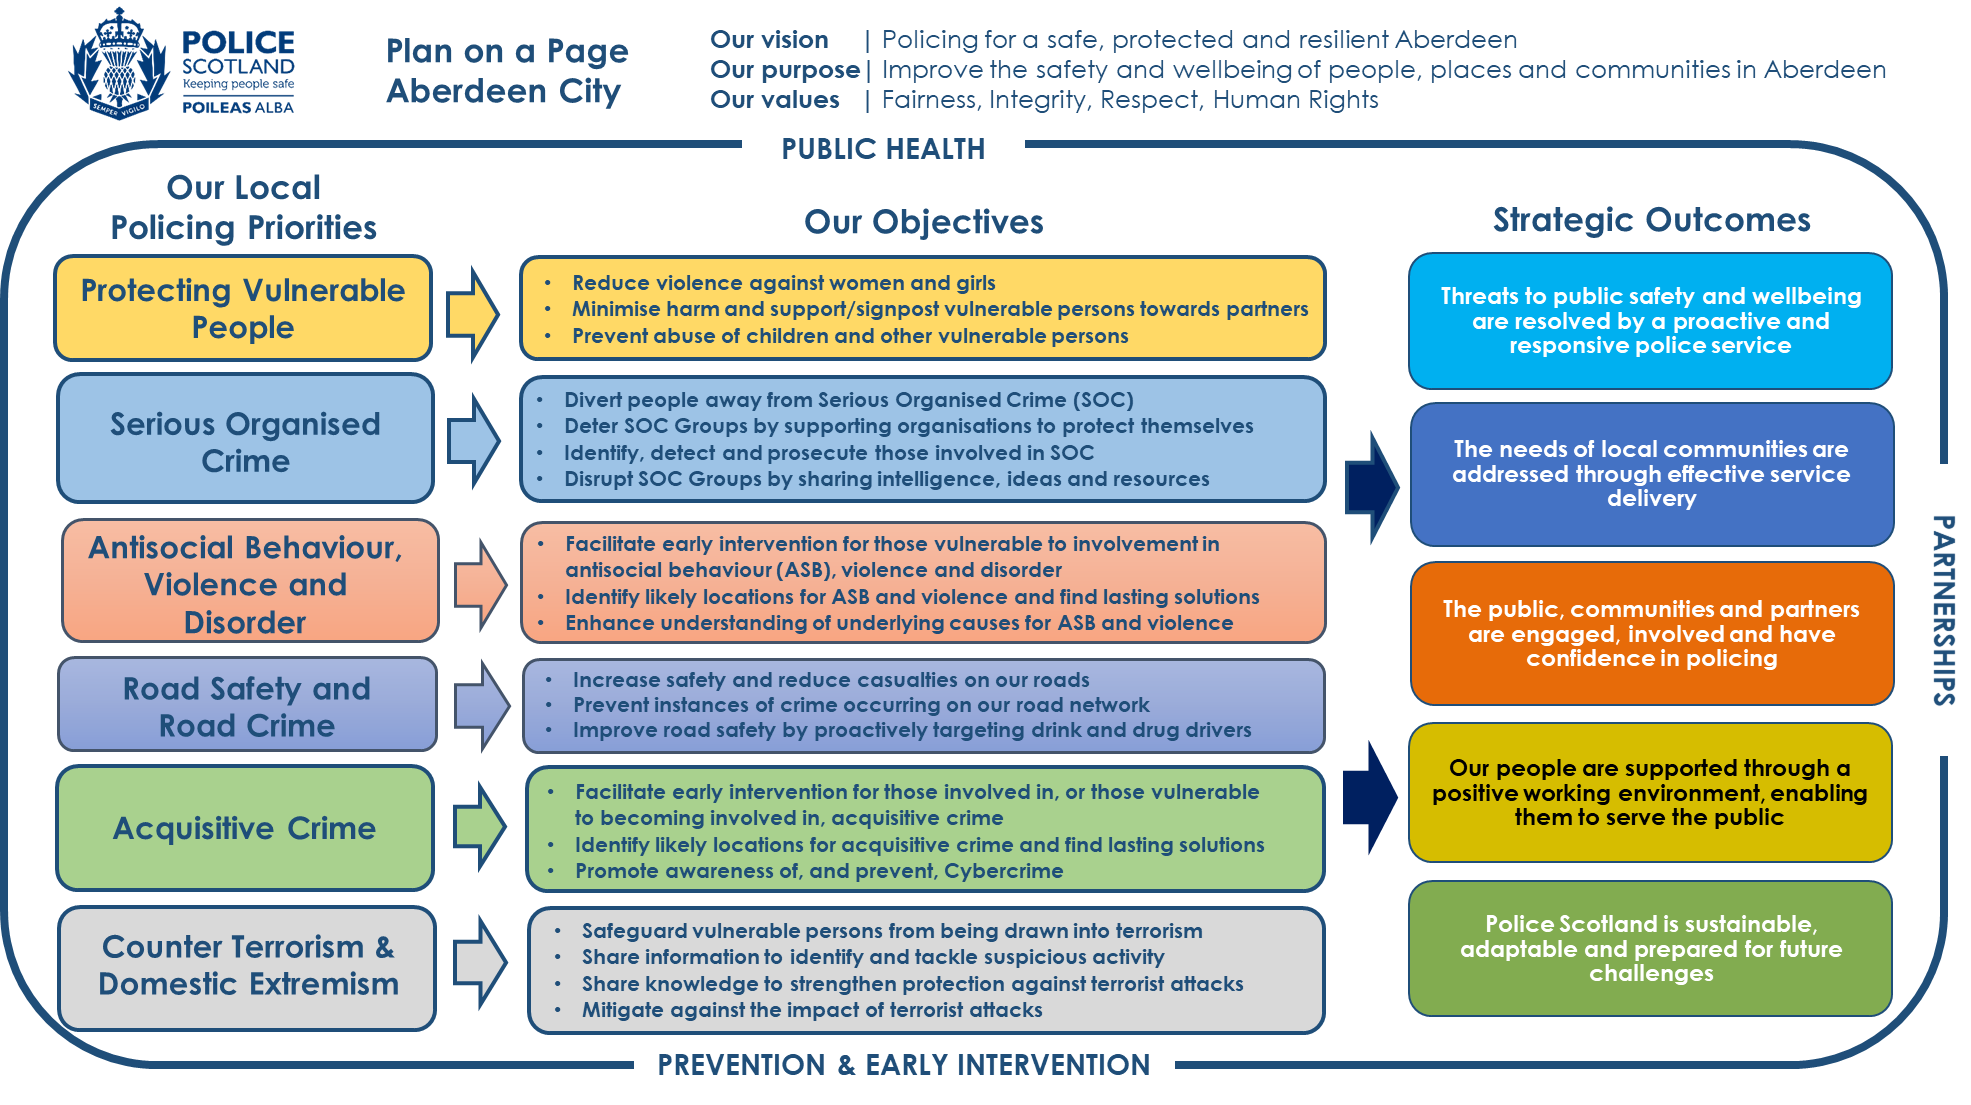 POLICE
SCOTLAND
Keeping people safe
POILEAS ALBA
SEMPER VIGILO
Plan on a Page
Aberdeen City
Our vision | Policing for a safe, protected and resilient Aberdeen
Our purpose | Improve the safety and wellbeing of people, places and communities in Aberdeen
Our values | Fairness, Integrity, Respect, Human Rights
PUBLIC HEALTH
Our Local
Policing Priorities
Our Objectives
Strategic Outcomes
Protecting Vulnerable
People
• Reduce violence against women and girls
• Minimise harm and support/signpost vulnerable persons towards partners
• Prevent abuse of children and other vulnerable persons
Serious Organised
Crime
• Divert people away from Serious Organised Crime (SOC)
• Deter SOC Groups by supporting organisations to protect themselves
• Identify, detect and prosecute those involved in SOC
• Disrupt SOC Groups by sharing intelligence, ideas and resources
Antisocial Behaviour,
Violence and
Disorder
• Facilitate early intervention for those vulnerable to involvement in
antisocial behaviour (ASB), violence and disorder
• Identify likely locations for ASB and violence and find lasting solutions
• Enhance understanding of underlying causes for ASB and violence
Road Safety and
Road Crime
• Increase safety and reduce casualties on our roads
• Prevent instances of crime occurring on our road network
• Improve road safety by proactively targeting drink and drug drivers
Acquisitive Crime
• Facilitate early intervention for those involved in, or those vulnerable
to becoming involved in, acquisitive crime
• Identify likely locations for acquisitive crime and find lasting solutions
• Promote awareness of, and prevent, Cybercrime
Counter Terrorism &
Domestic Extremism
• Safeguard vulnerable persons from being drawn into terrorism
• Share information to identify and tackle suspicious activity
• Share knowledge to strengthen protection against terrorist attacks
• Mitigate against the impact of terrorist attacks
Threats to public safety and wellbeing
are resolved by a proactive and
responsive police service
The needs of local communities are
addressed through effective service
delivery
The public, communities and partners
are engaged, involved and have
confidence in policing
Our people are supported through a
positive working environment, enabling
them to serve the public
Police Scotland is sustainable,
adaptable and prepared for future
challenges
PARTNERSHIPS
PREVENTION & EARLY INTERVENTION